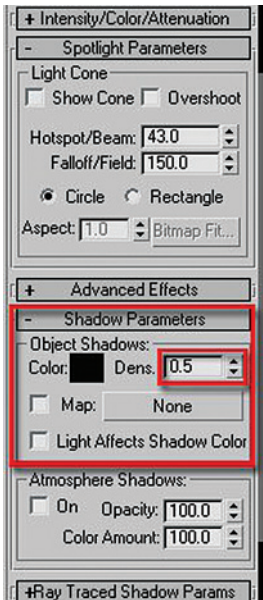 + Intensity/Color/Attenuation
- Spotlight Parameters
Light Cone
Show Cone Overshoot
Hotspot/Beam: 43.0
Falloff/Field: 150.0
Circle Rectangle
Aspect: 1.0 Bitmap Fit...
+ Advanced Effects
- Shadow Parameters
Object Shadows:
Color: Dens. 0.5
Map: None
Light Affects Shadow Color
Atmosphere Shadows:
On Opacity: 100.0
Color Amount: 100.0
+Ray Traced Shadow Params